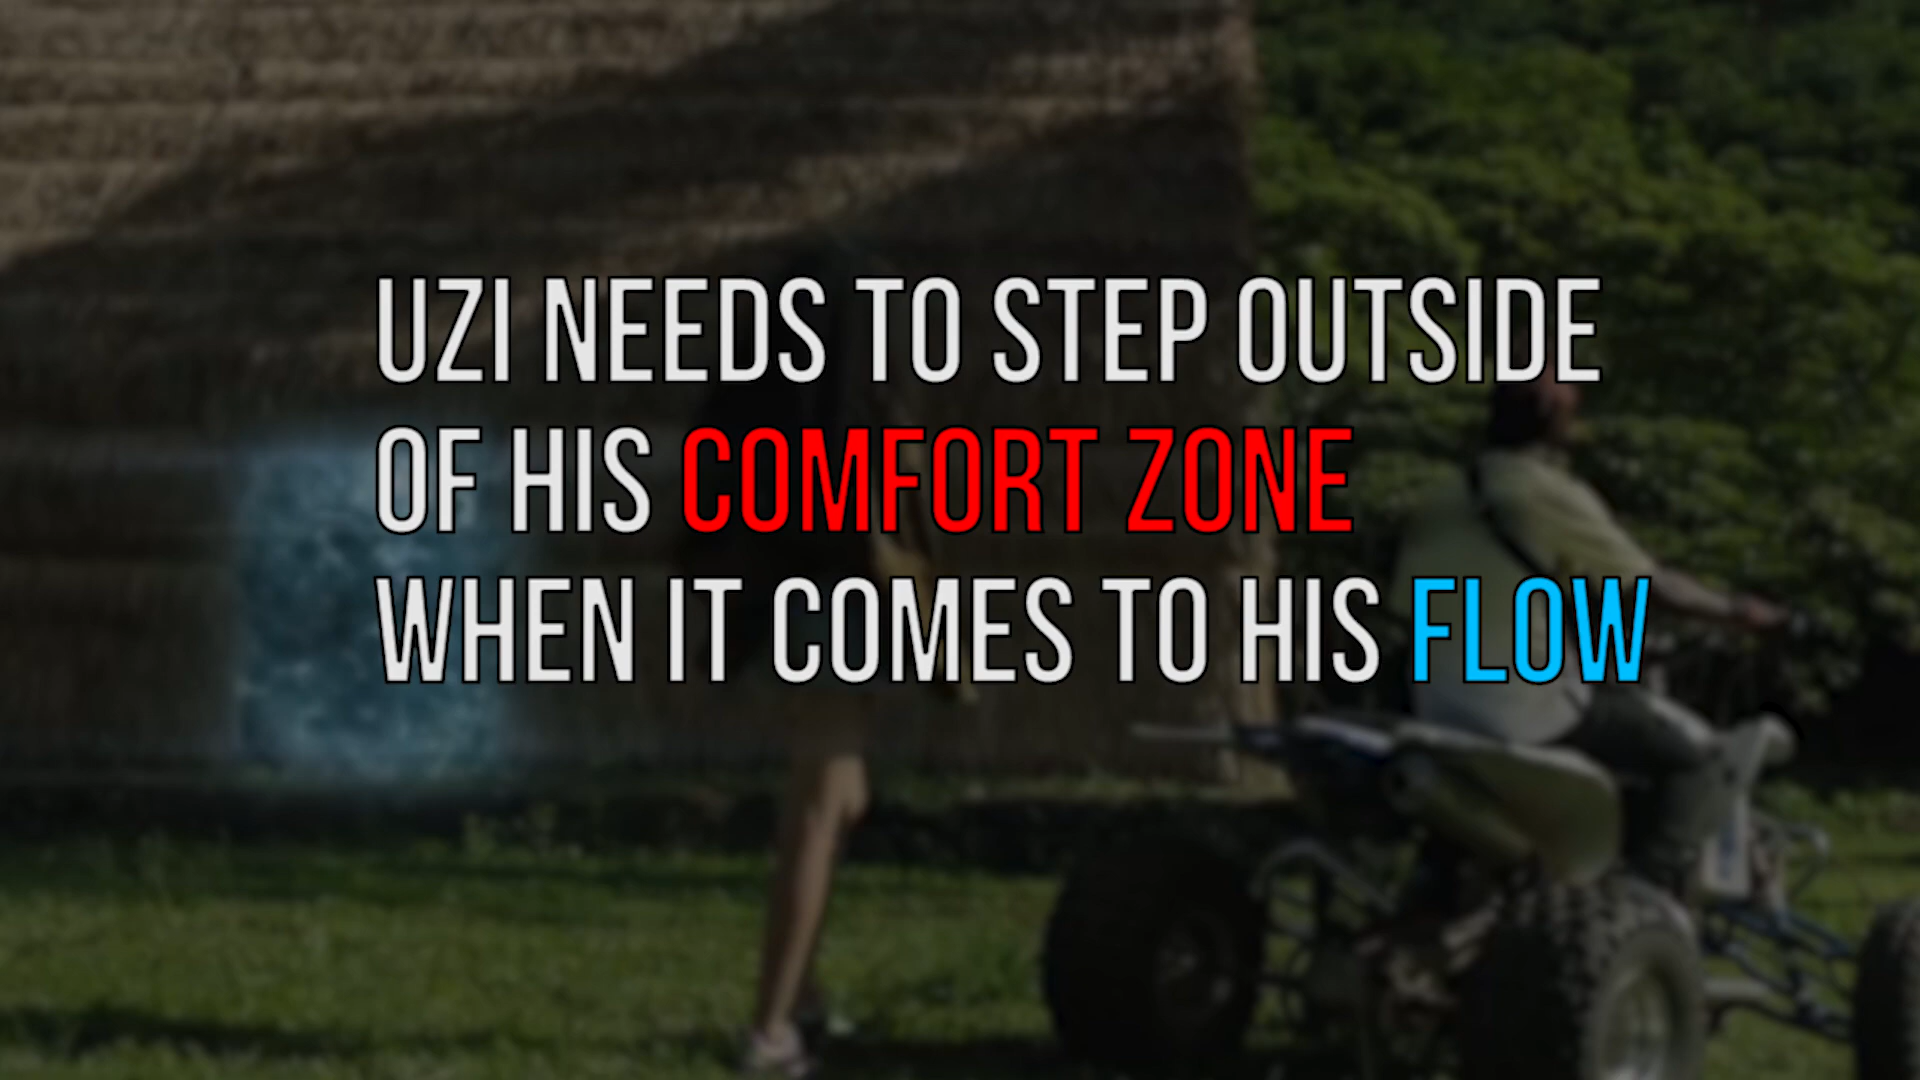 UZI NEEDS TO STEP OUTSIDE
OF HIS COMFORT ZONE
WHEN IT COMES TO HIS FLOW